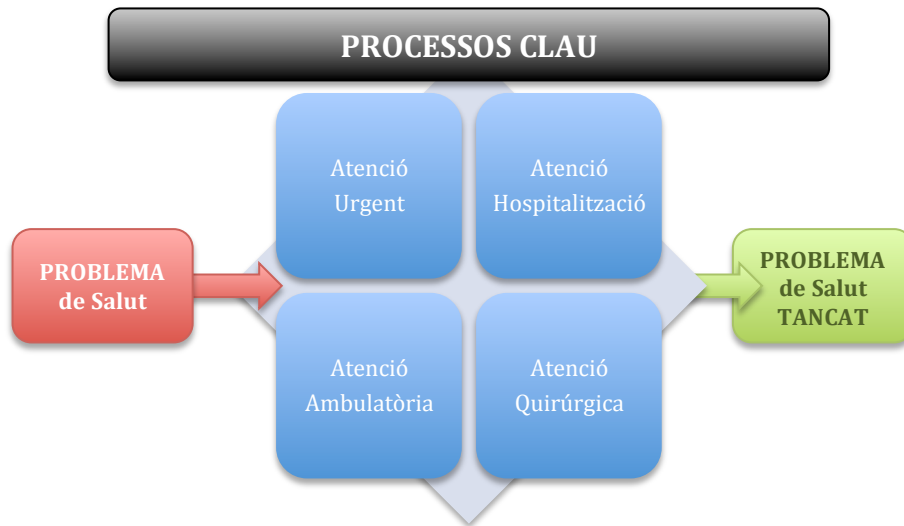 PROCESSOS CLAU
Atenció
Urgent
Atenció
Hospitalització
PROBLEMA
de Salut
PROBLEMA
de Salut
TANCAT
Atenció
Ambulatòria
Atenció
Quirúrgica